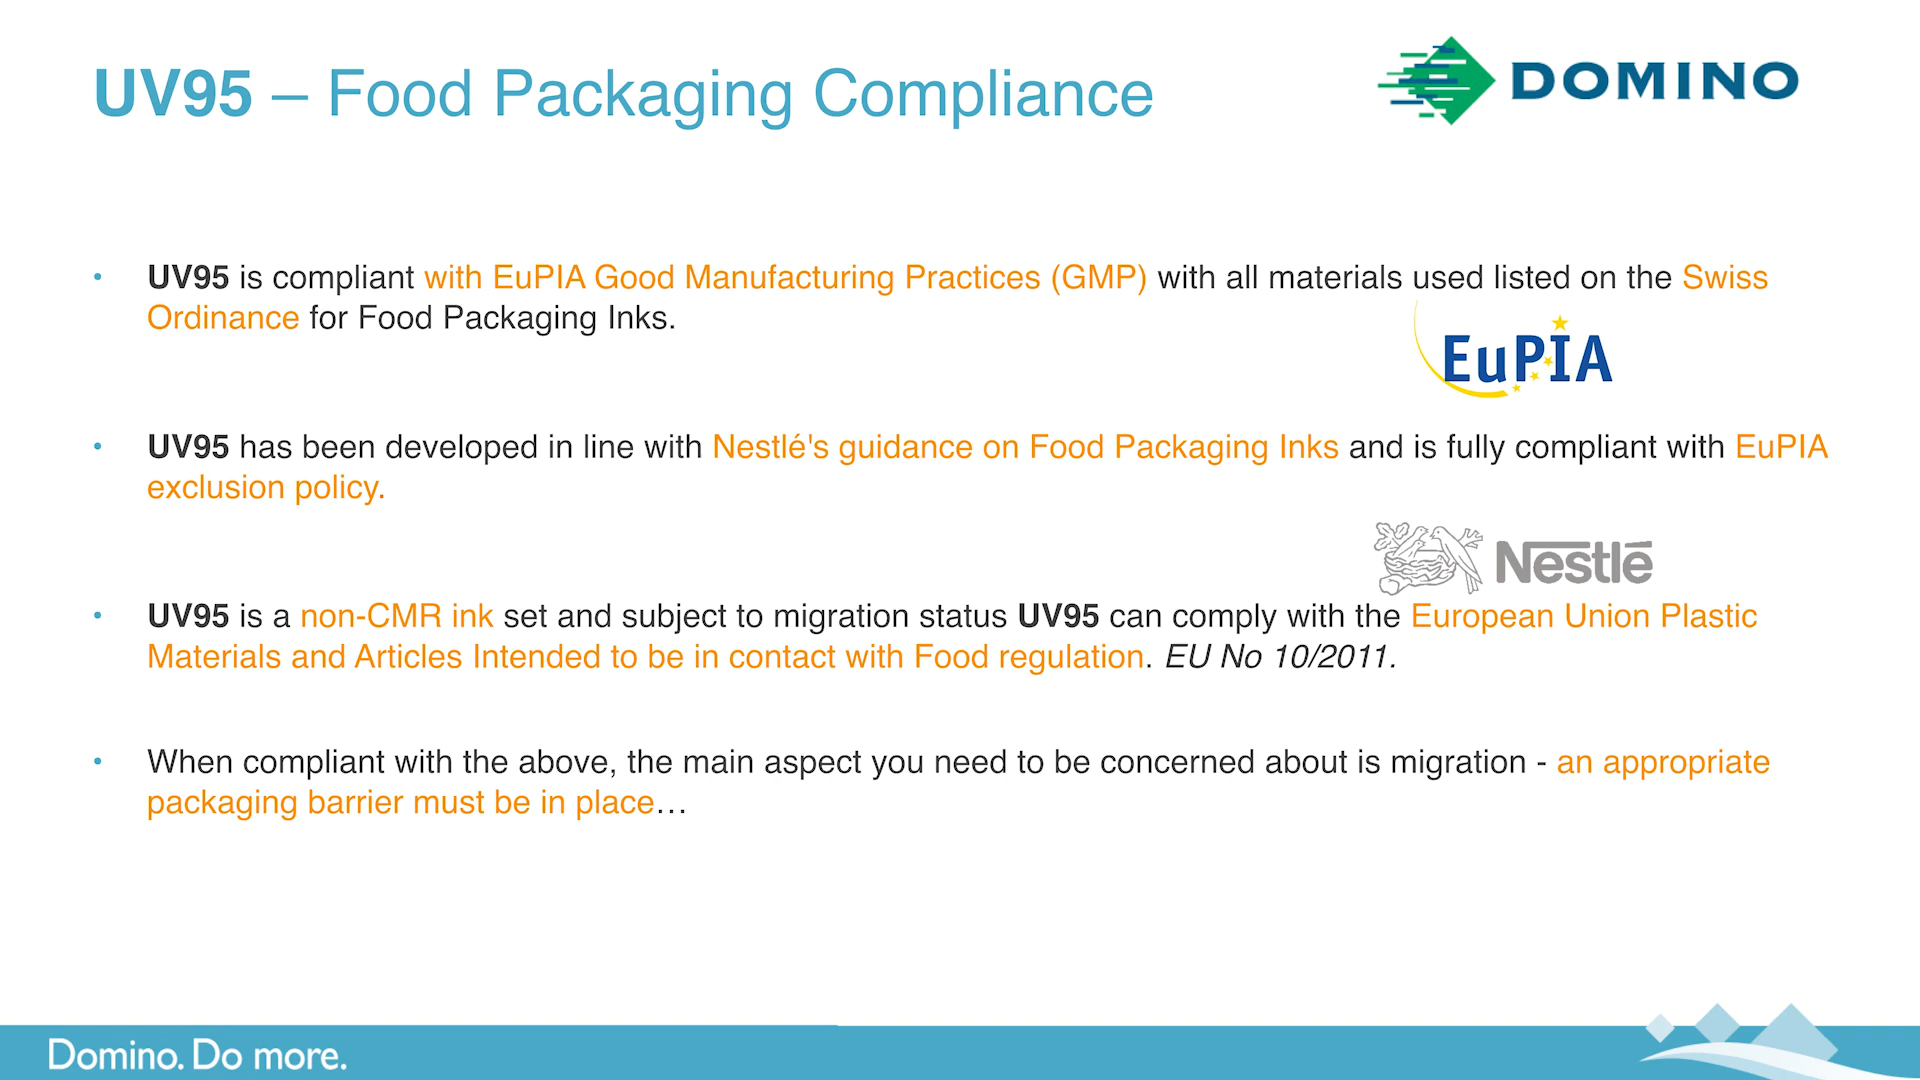 UV95 – Food Packaging Compliance
DOMINO
• UV95 is compliant with EuPIA Good Manufacturing Practices (GMP) with all materials used listed on the Swiss
Ordinance for Food Packaging Inks.
EuPIA
• UV95 has been developed in line with Nestlé's guidance on Food Packaging Inks and is fully compliant with EuPIA
exclusion policy.
Nestlé
• UV95 is a non-CMR ink set and subject to migration status UV95 can comply with the European Union Plastic
Materials and Articles Intended to be in contact with Food regulation. EU No 10/2011.
• When compliant with the above, the main aspect you need to be concerned about is migration - an appropriate
packaging barrier must be in place…
Domino. Do more.